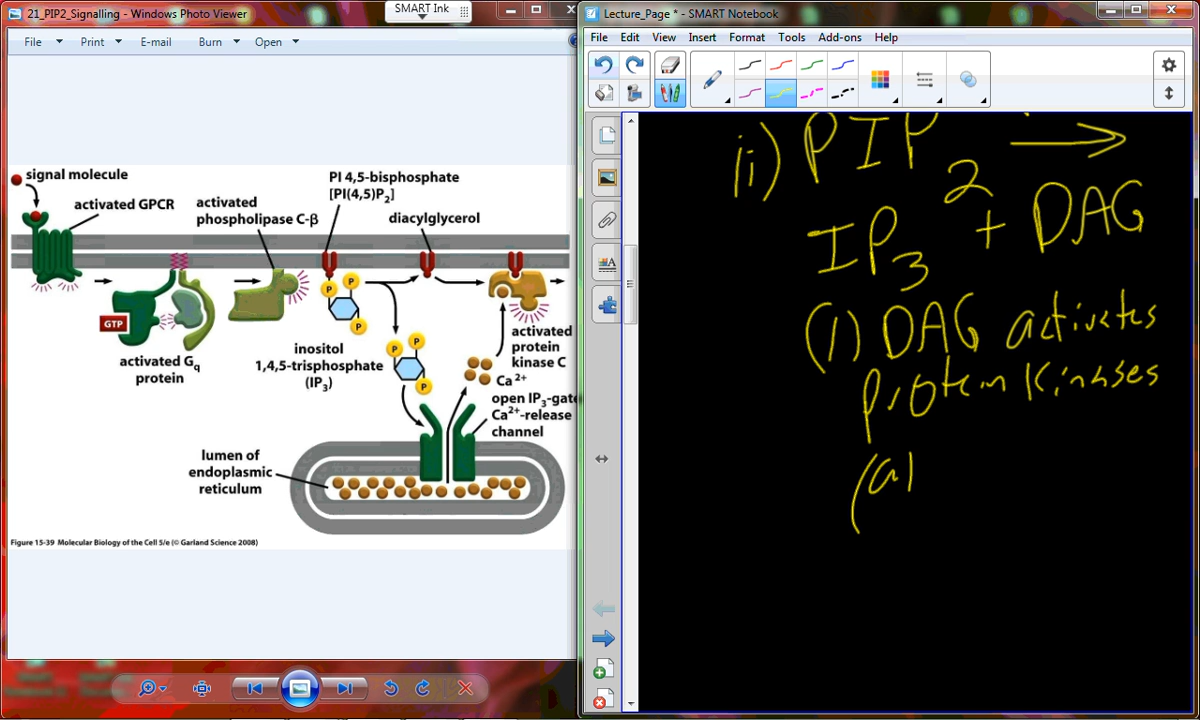 21_PIP2_Signalling - Windows Photo Viewer
SMART Ink
File Print E-mail Burn Open
signal molecule
activated GPCR
activated
phospholipase C-β
PI 4,5-bisphosphate
[PI(4,5)P2]
diacylglycerol
GTP
activated Gq
protein
P
P
P
inositol
1,4,5-trisphosphate
(IP3)
P
P
P
activated
protein
kinase C
Ca2+
open IP3-gate
Ca2+-release
channel
lumen of
endoplasmic
reticulum
Figure 15-39 Molecular Biology of the Cell 5/e (© Garland Science 2008)
Lecture_Page * - SMART Notebook
File Edit View Insert Format Tools Add-ons Help
ii) PIP2 →
IP3 + DAG
(1) DAG activates
Protein Kinases
(a)